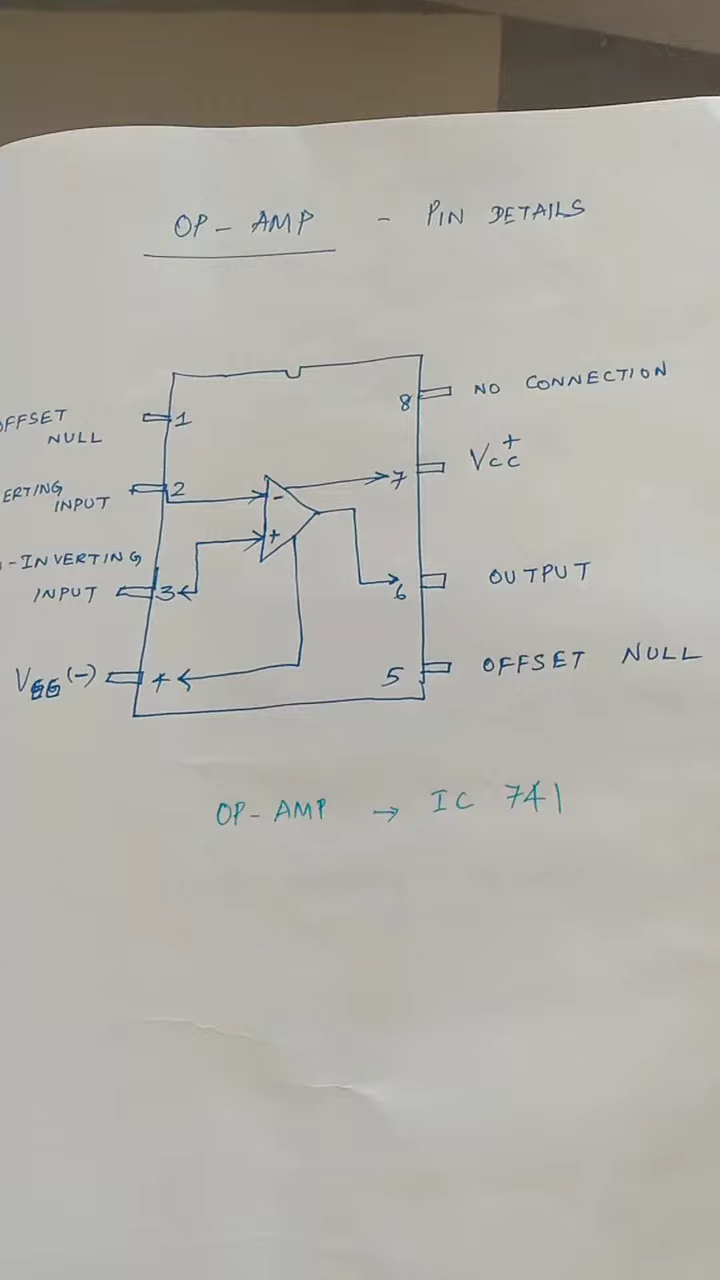 OP-AMP - PIN DETAILS
OFFSET
NULL
1
8
NO CONNECTION
ERTING
INPUT
2
-
7
Vcc+
-INVERTING
INPUT
3
+
6
OUTPUT
(-)
4
5
OFFSET NULL
OP-AMP → IC 741